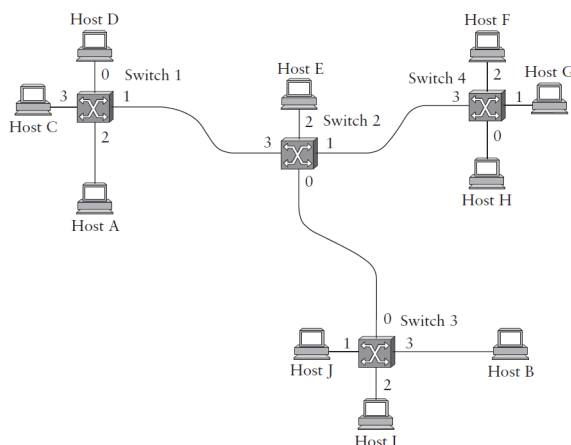 Host D
Host F
0
Switch 1
Host E
Switch 4
2
Host G
3
1
3
1
Host C
2
Switch 2
2
3
1
0
0
Host A
Host H
0
Switch 3
1
3
Host J
Host B
2